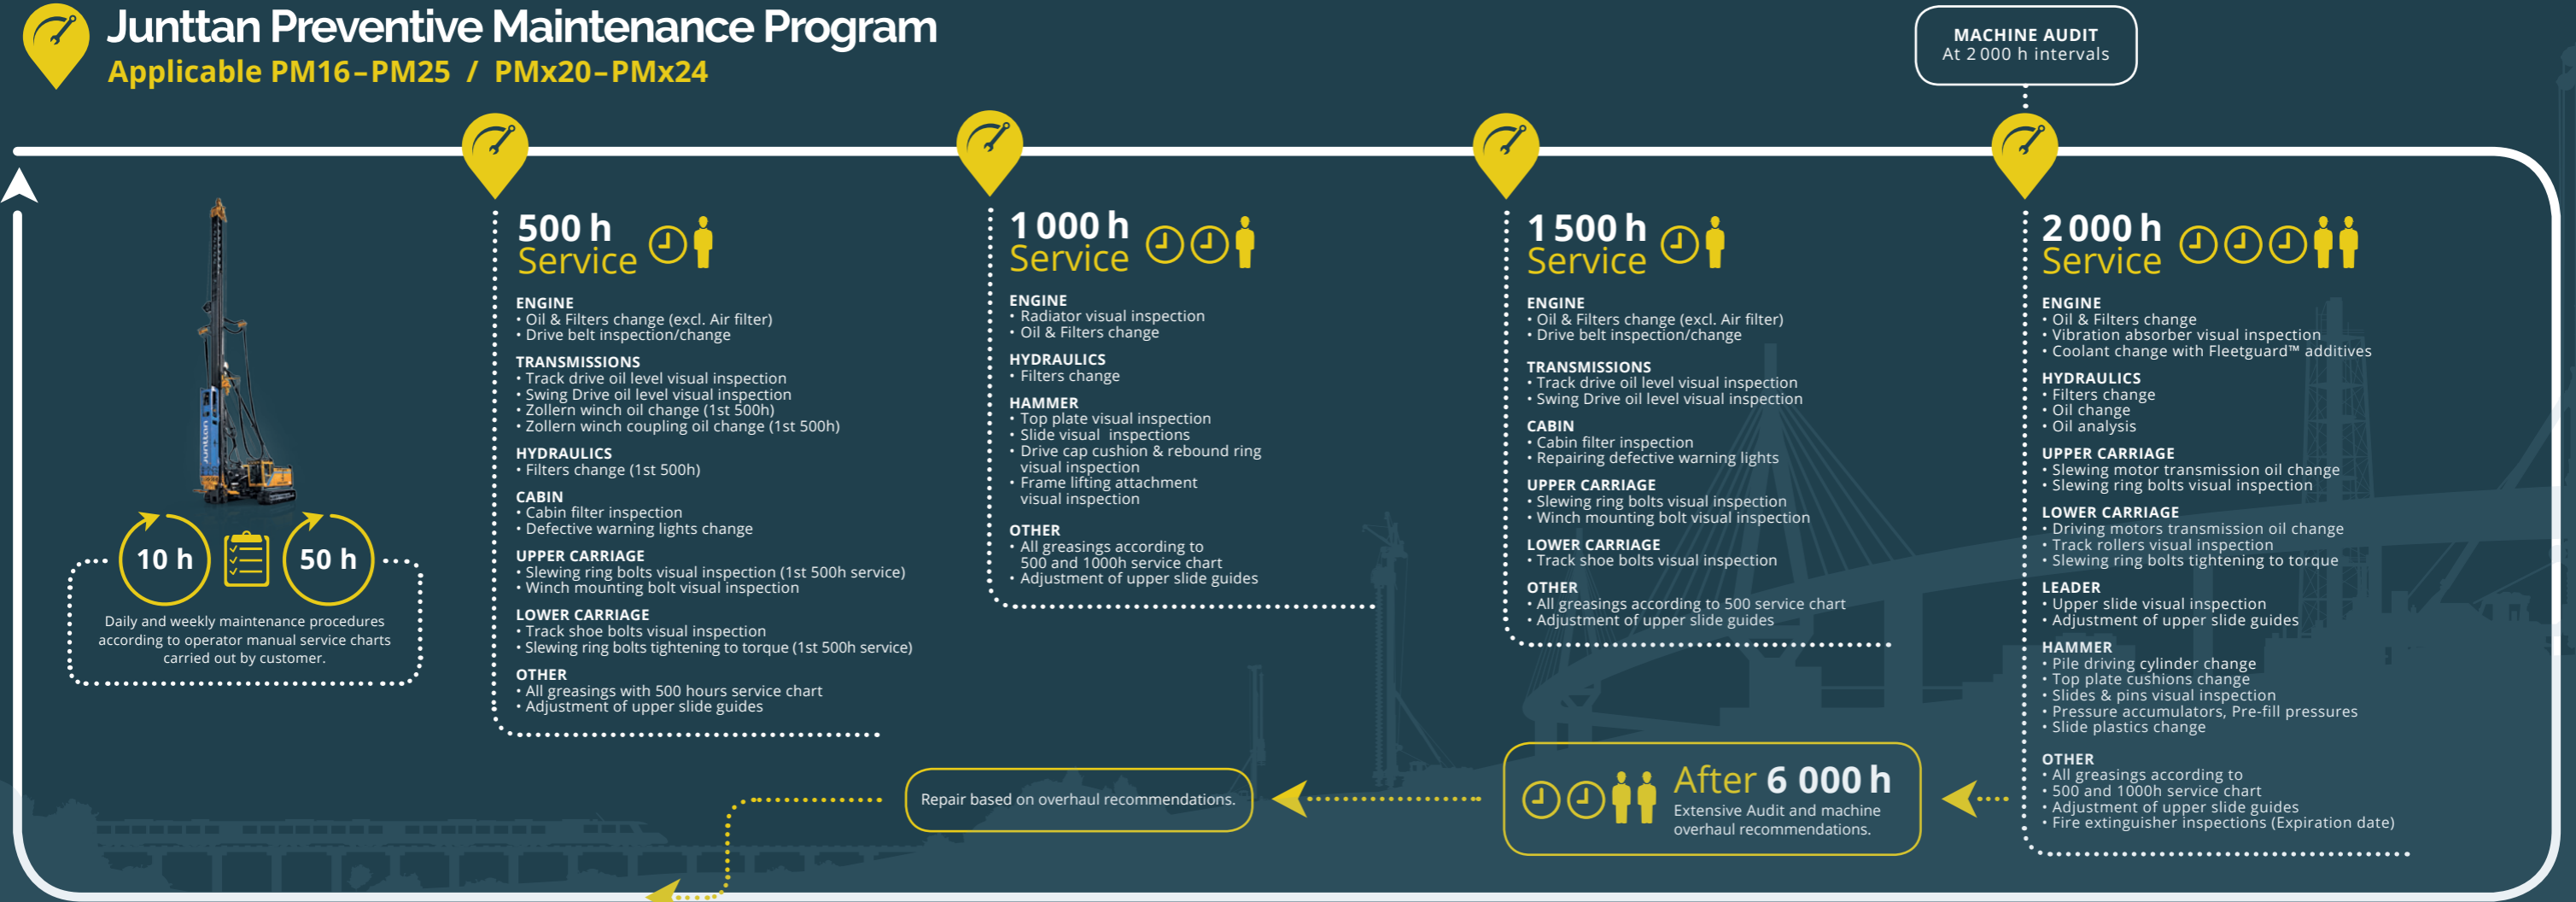 Junttan Preventive Maintenance Program
Applicable PM16–PM25 / PMx20–PMx24
MACHINE AUDIT
At 2 000 h intervals
Junttan
10 h
50 h
Daily and weekly maintenance procedures
according to operator manual service charts
carried out by customer.
500 h
Service
ENGINE
• Oil & Filters change (excl. Air filter)
• Drive belt inspection/change
TRANSMISSIONS
• Track drive oil level visual inspection
• Swing Drive oil level visual inspection
• Zollern winch oil change (1st 500h)
• Zollern winch coupling oil change (1st 500h)
HYDRAULICS
• Filters change (1st 500h)
CABIN
• Cabin filter inspection
• Defective warning lights change
UPPER CARRIAGE
• Slewing ring bolts visual inspection (1st 500h service)
• Winch mounting bolt visual inspection
LOWER CARRIAGE
• Track shoe bolts visual inspection
• Slewing ring bolts tightening to torque (1st 500h service)
OTHER
• All greasings with 500 hours service chart
• Adjustment of upper slide guides
1 000 h
Service
ENGINE
• Radiator visual inspection
• Oil & Filters change
HYDRAULICS
• Filters change
HAMMER
• Top plate visual inspection
• Slide visual inspections
• Drive cap cushion & rebound ring
visual inspection
• Frame lifting attachment
visual inspection
OTHER
• All greasings according to
500 and 1000h service chart
• Adjustment of upper slide guides
1 500 h
Service
ENGINE
• Oil & Filters change (excl. Air filter)
• Drive belt inspection/change
TRANSMISSIONS
• Track drive oil level visual inspection
• Swing Drive oil level visual inspection
CABIN
• Cabin filter inspection
• Repairing defective warning lights
UPPER CARRIAGE
• Slewing ring bolts visual inspection
• Winch mounting bolt visual inspection
LOWER CARRIAGE
• Track shoe bolts visual inspection
OTHER
• All greasings according to 500 service chart
• Adjustment of upper slide guides
2 000 h
Service
ENGINE
• Oil & Filters change
• Vibration absorber visual inspection
• Coolant change with Fleetguard™ additives
HYDRAULICS
• Filters change
• Oil change
• Oil analysis
UPPER CARRIAGE
• Slewing motor transmission oil change
• Slewing ring bolts visual inspection
LOWER CARRIAGE
• Driving motors transmission oil change
• Track rollers visual inspection
• Slewing ring bolts tightening to torque
LEADER
• Upper slide visual inspection
• Adjustment of upper slide guides
HAMMER
• Pile driving cylinder change
• Top plate cushions change
• Slides & pins visual inspection
• Pressure accumulators, Pre-fill pressures
• Slide plastics change
OTHER
• All greasings according to
• 500 and 1000h service chart
• Adjustment of upper slide guides
• Fire extinguisher inspections (Expiration date)
After 6 000 h
Extensive Audit and machine
overhaul recommendations.
Repair based on overhaul recommendations.